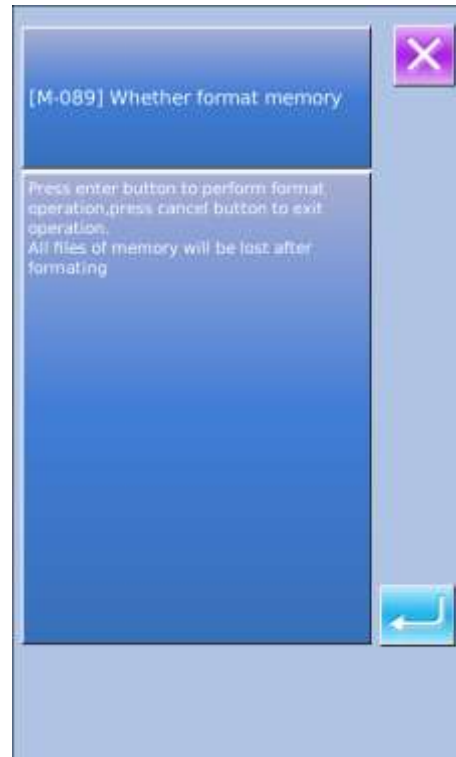 [M-089] Whether format memory
Press enter button to perform format
operation,press cancel button to exit
operation.
All files of memory will be lost after
formating